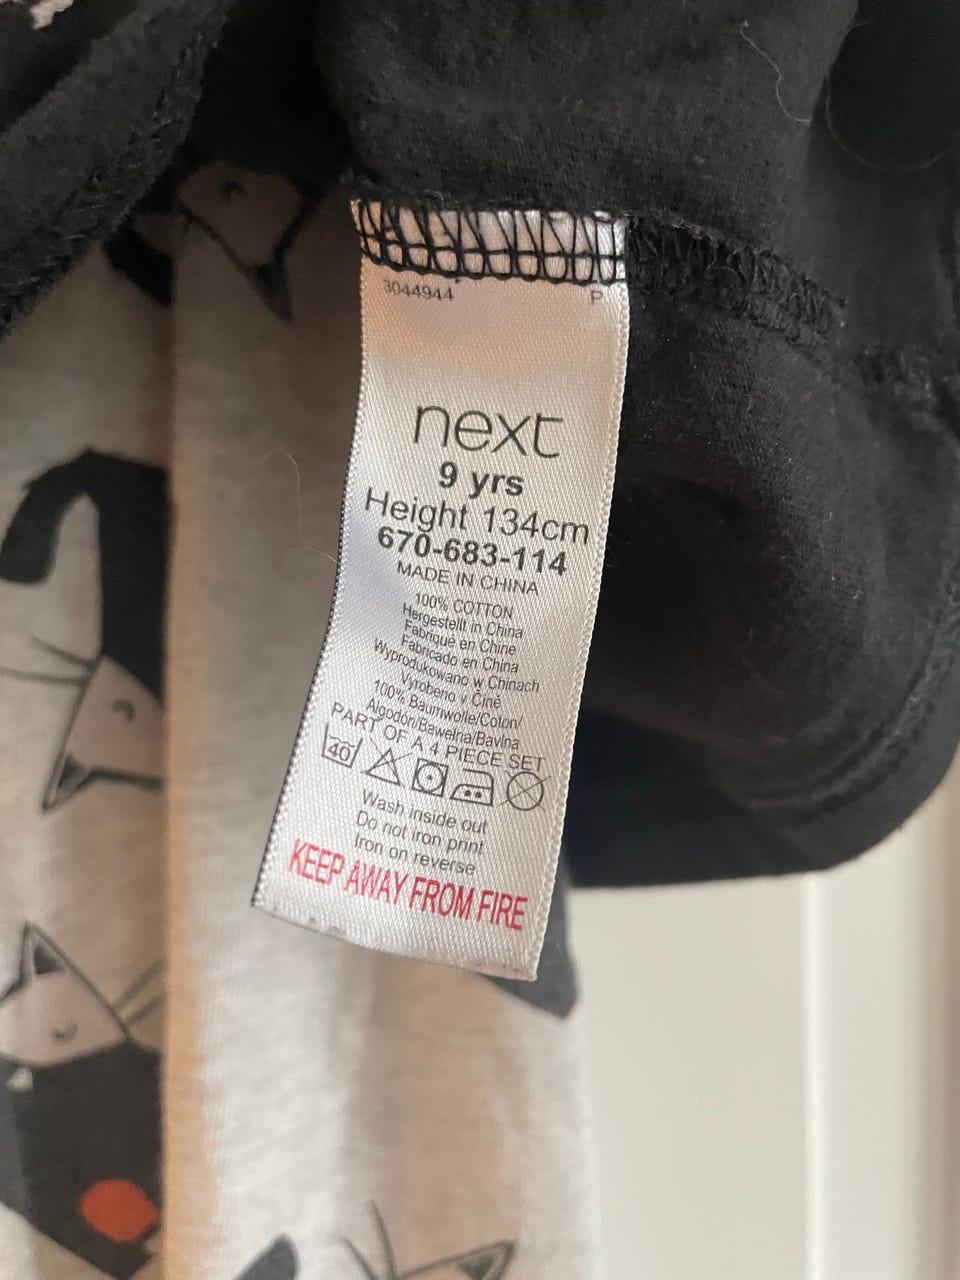 3044944 P
next
9 yrs
Height 134cm
670-683-114
MADE IN CHINA
100% COTTON
Hergestellt in China
Fabriqué en Chine
Fabricado en China
Wyprodukowano w Chinach
Vyrobeno v Číně
100% Baumwolle/Coton/
Algodón/Bawełna/Bavlna
PART OF A 4 PIECE SET
40
Wash inside out
Do not iron print
Iron on reverse
KEEP AWAY FROM FIRE